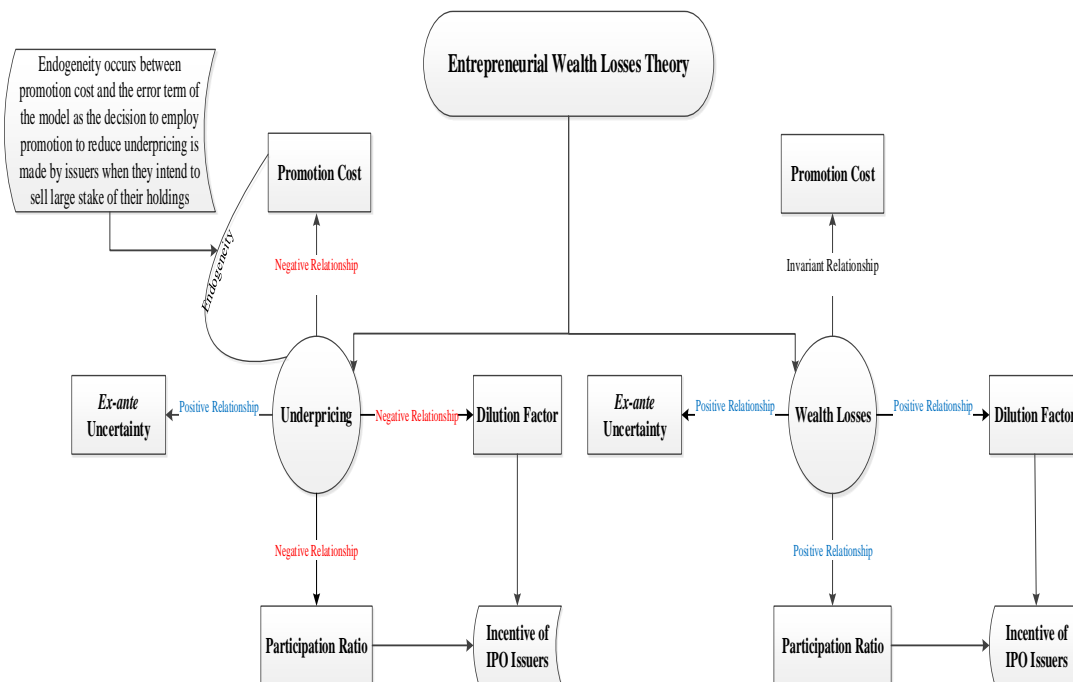 Entrepreneurial Wealth Losses Theory
Endogeneity occurs between
promotion cost and the error term of
the model as the decision to employ
promotion to reduce underpricing is
made by issuers when they intend to
sell large stake of their holdings
Promotion Cost
Promotion Cost
Endogeneity
Negative Relationship
Invariant Relationship
Ex-ante
Uncertainty
Positive Relationship
Underpricing
Negative Relationship
Dilution Factor
Ex-ante
Uncertainty
Positive Relationship
Wealth Losses
Positive Relationship
Dilution Factor
Negative Relationship
Positive Relationship
Participation Ratio
Incentive of
IPO Issuers
Participation Ratio
Incentive of
IPO Issuers